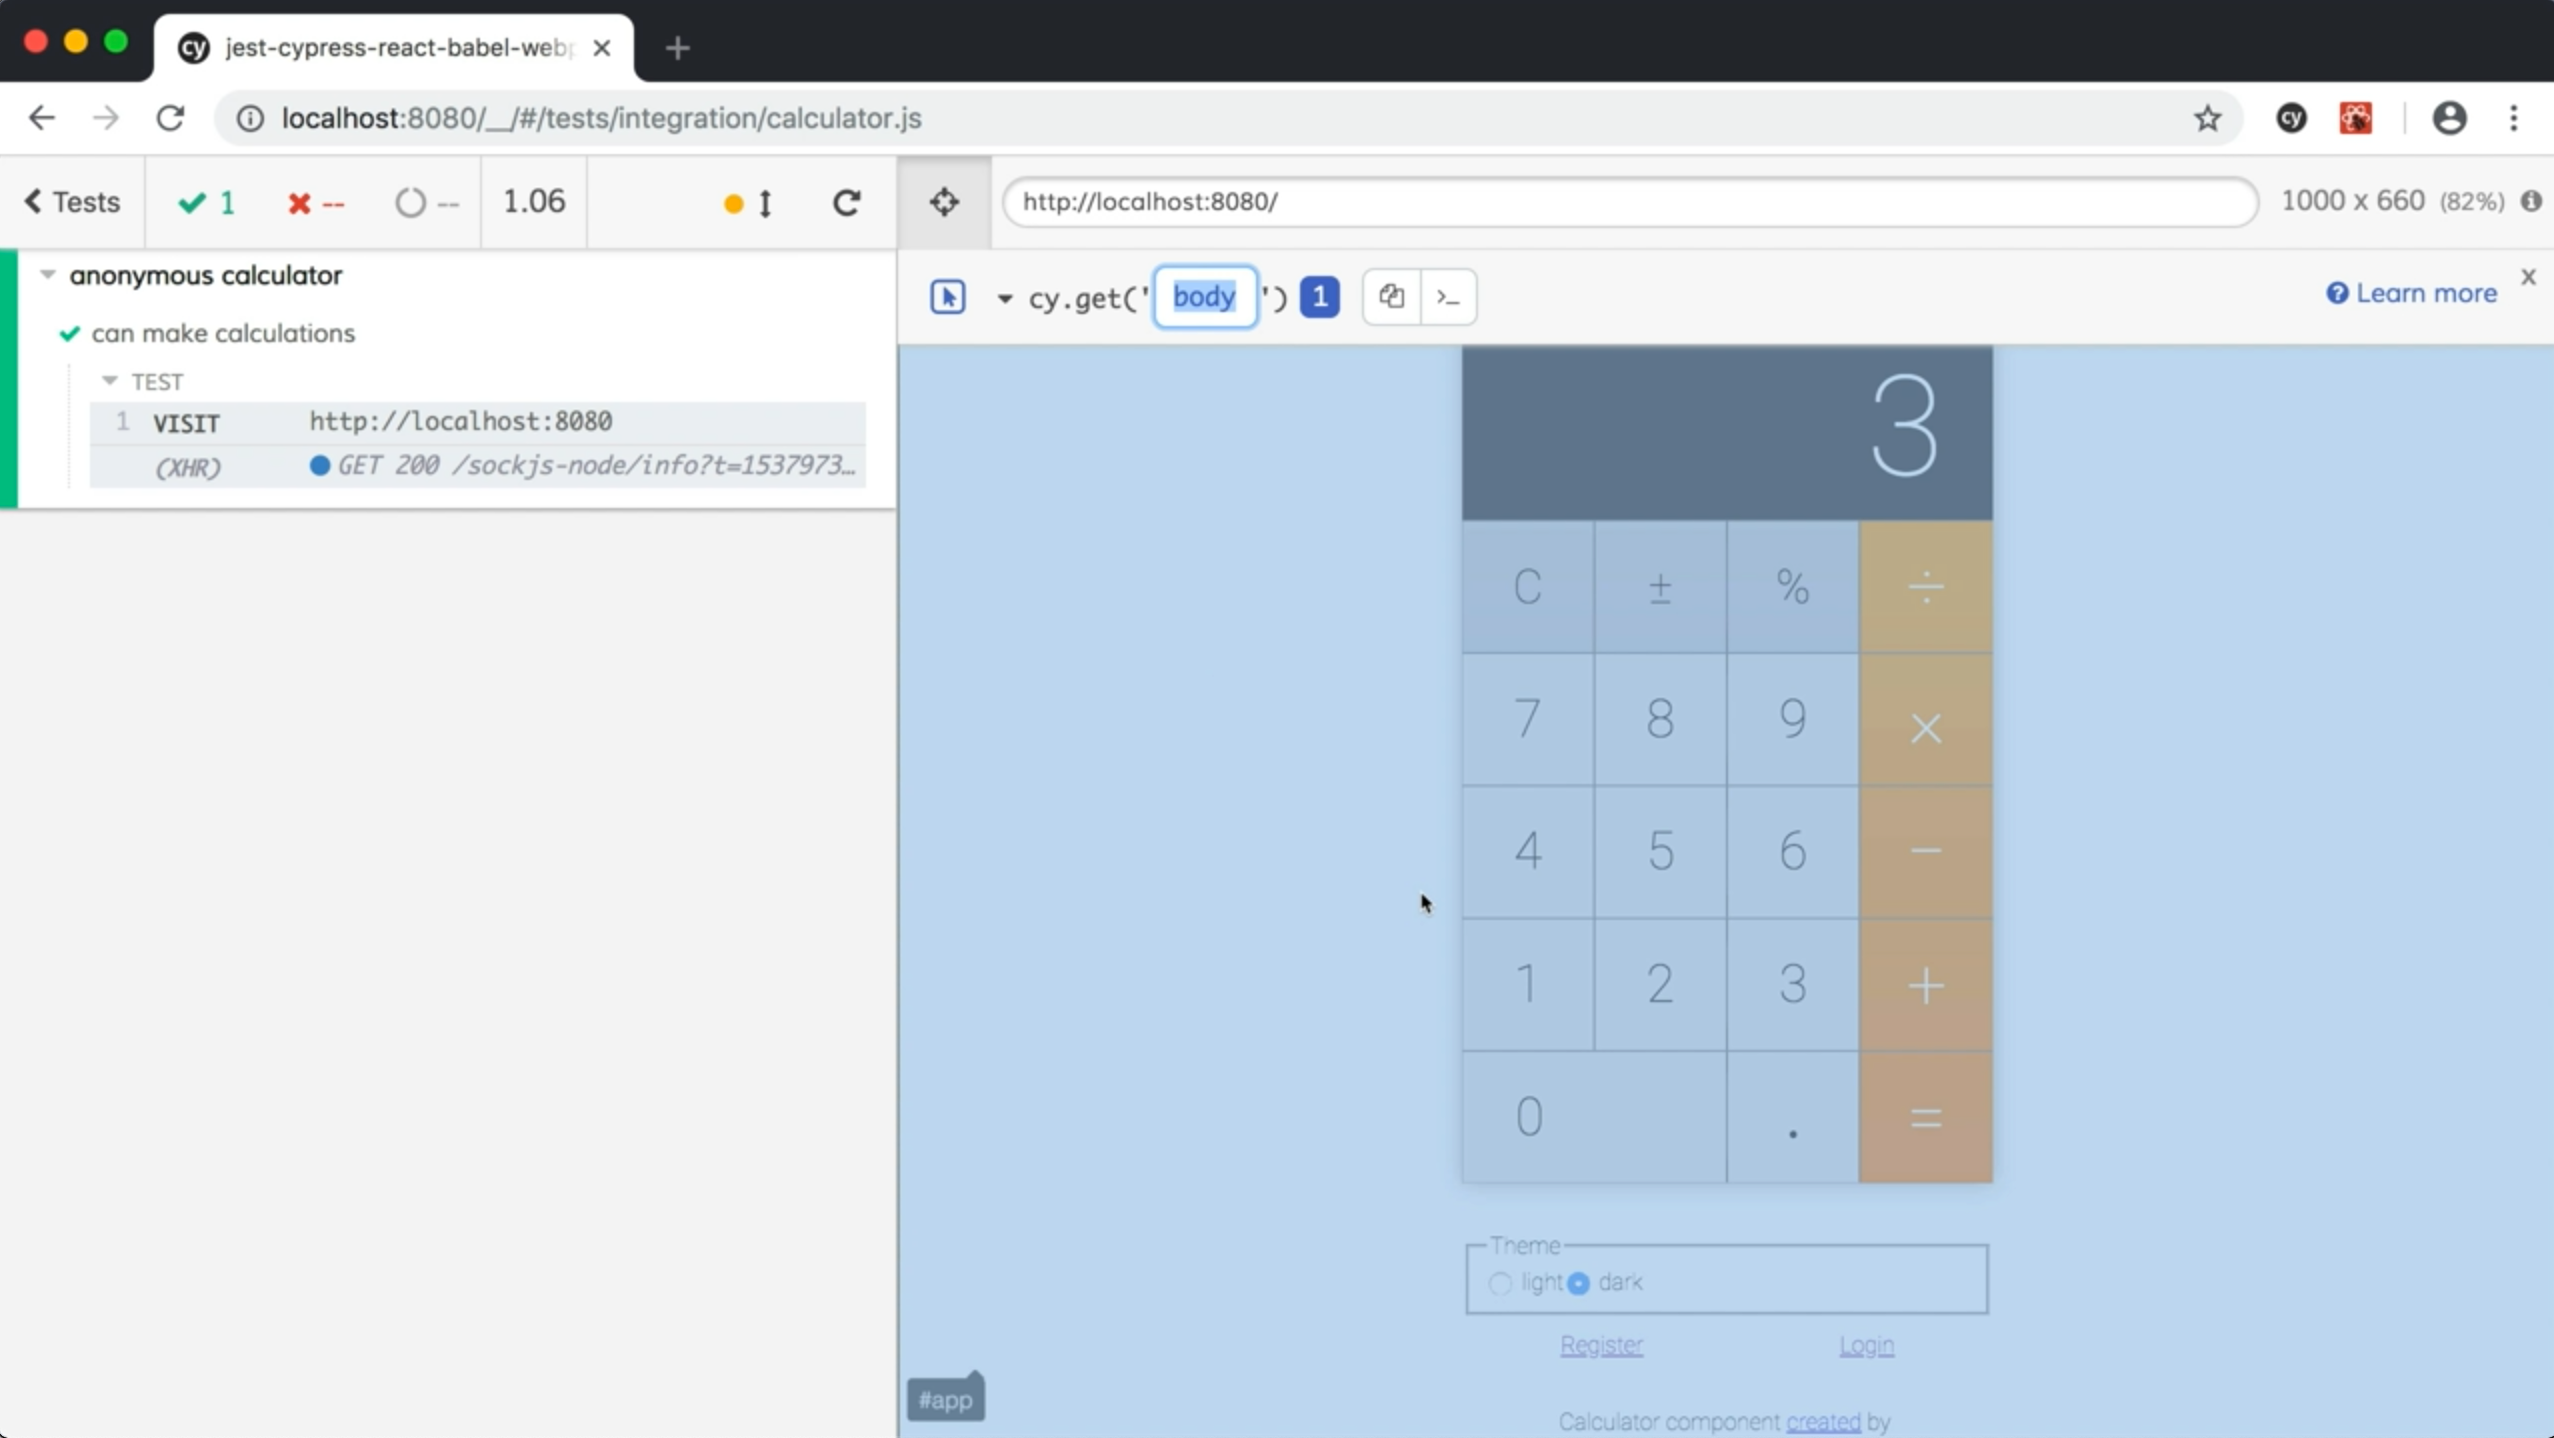 cy jest-cypress-react-babel-web
localhost:8080/__/#/tests/integration/calculator.js
cy
Tests 1 -- -- 1.06
http://localhost:8080/
1000 x 660 (82%)
anonymous calculator
can make calculations
TEST
1 VISIT http://localhost:8080
(XHR) GET 200 /sockjs-node/info?t=1537973…
cy.get('body') 1 >_
Learn more
x
3
C ± % ÷
7 8 9 ×
4 5 6 −
1 2 3 +
0 . =
Theme
light dark
Register Login
#app
Calculator component created by